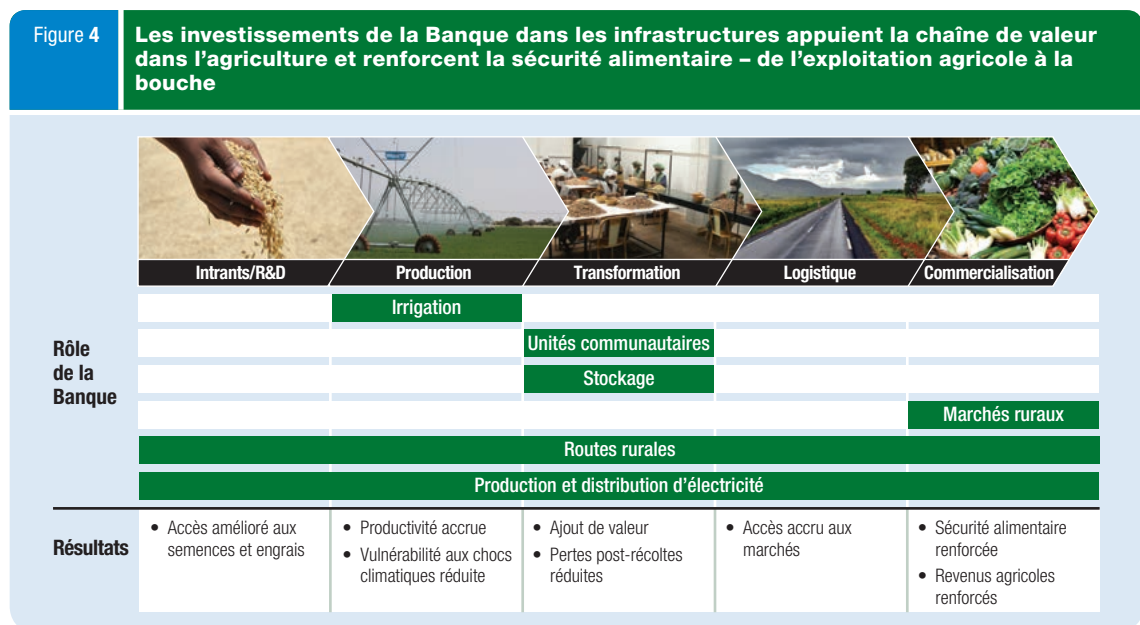 Figure 4
Les investissements de la Banque dans les infrastructures appuient la chaîne de valeur
dans l’agriculture et renforcent la sécurité alimentaire – de l’exploitation agricole à la
bouche
Intrants/R&D
Production
Transformation
Logistique
Commercialisation
Rôle
de la
Banque
Irrigation
Unités communautaires
Stockage
Marchés ruraux
Routes rurales
Production et distribution d’électricité
Résultats
• Accès amélioré aux
semences et engrais
• Productivité accrue
• Vulnérabilité aux chocs
climatiques réduite
• Ajout de valeur
• Pertes post-récoltes
réduites
• Accès accru aux
marchés
• Sécurité alimentaire
renforcée
• Revenus agricoles
renforcés